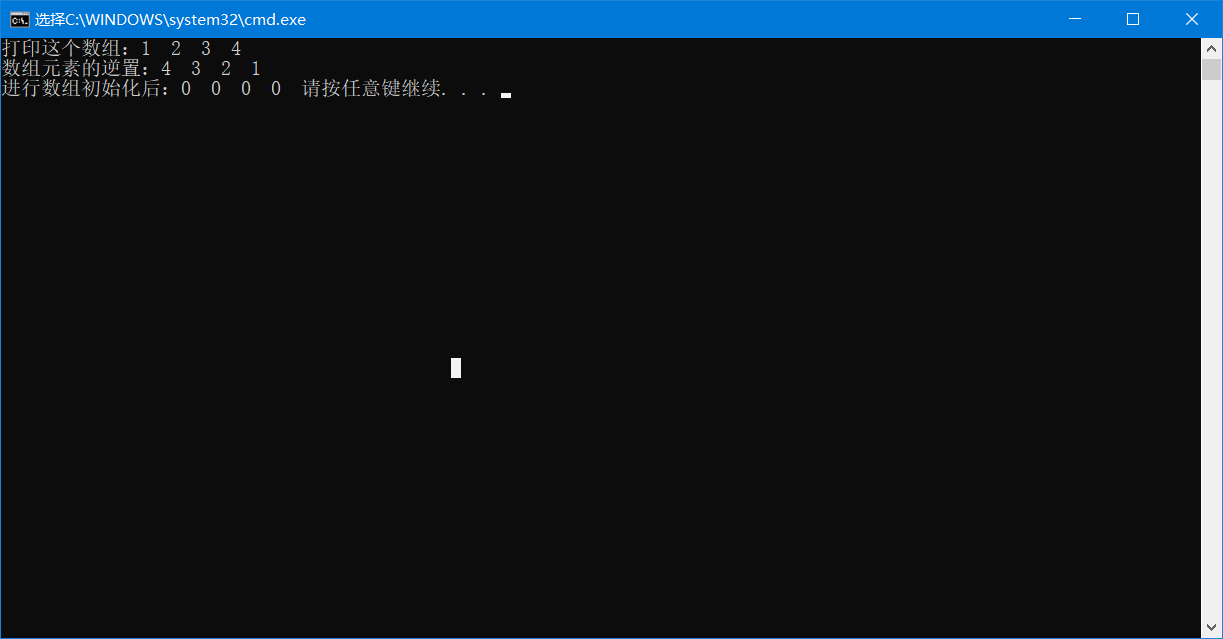 选择C:\WINDOWS\system32\cmd.exe
打印这个数组：1  2  3  4
数组元素的逆置：4  3  2  1
进行数组初始化后：0  0  0  0  请按任意键继续. . .